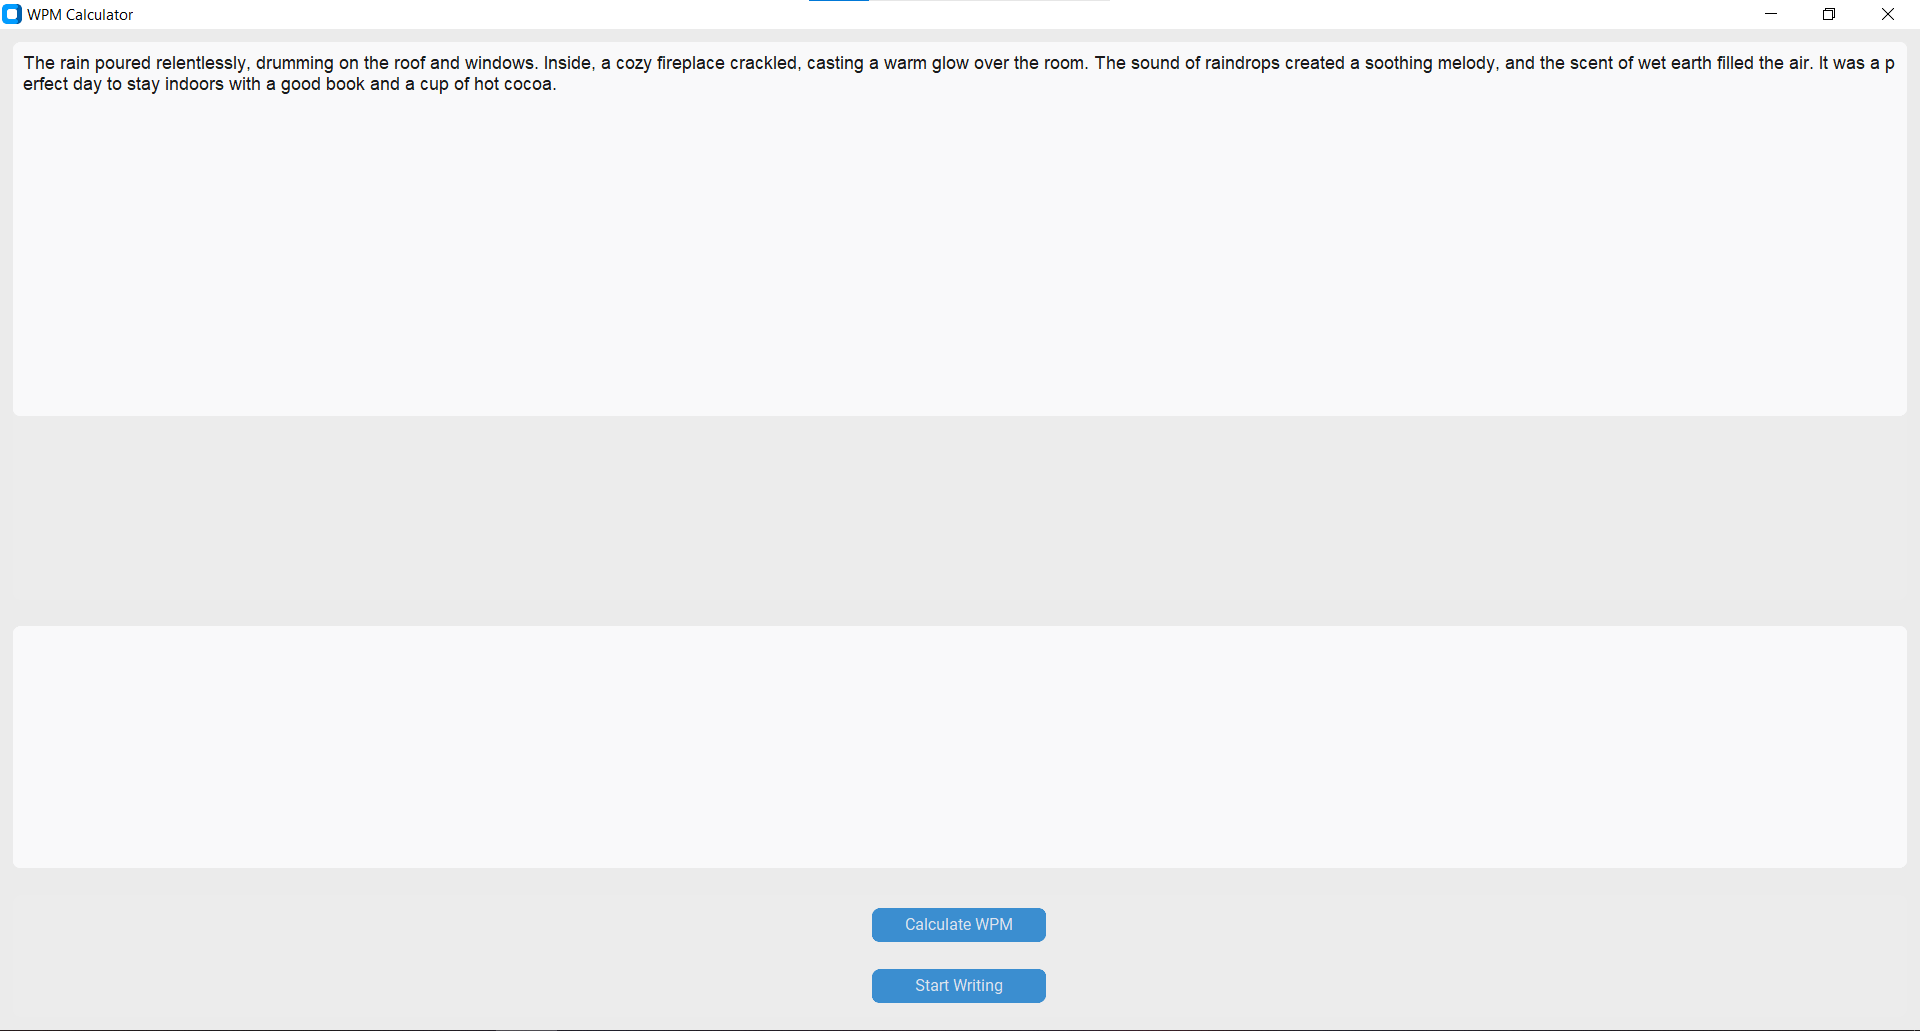 WPM Calculator
The rain poured relentlessly, drumming on the roof and windows. Inside, a cozy fireplace crackled, casting a warm glow over the room. The sound of raindrops created a soothing melody, and the scent of wet earth filled the air. It was a p
erfect day to stay indoors with a good book and a cup of hot cocoa.
Calculate WPM
Start Writing